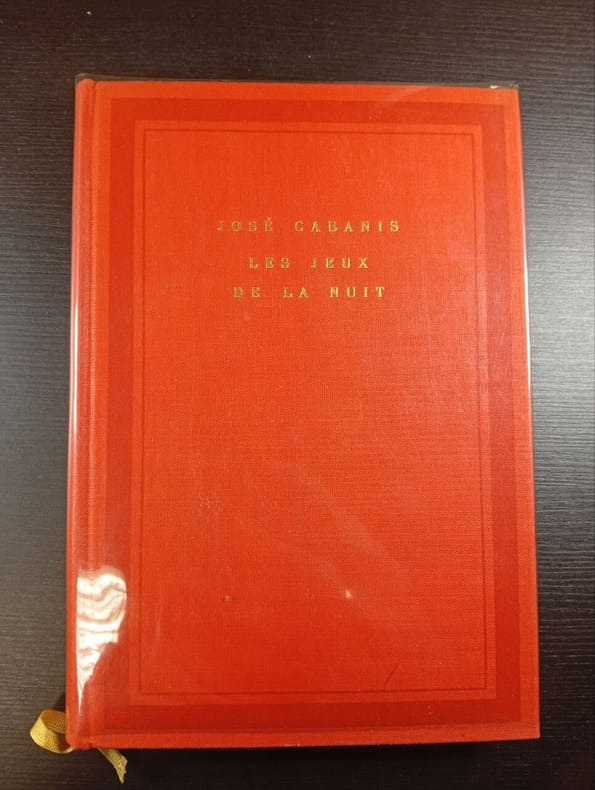 JOSÉ CABANIS
LES JEUX
DE LA NUIT